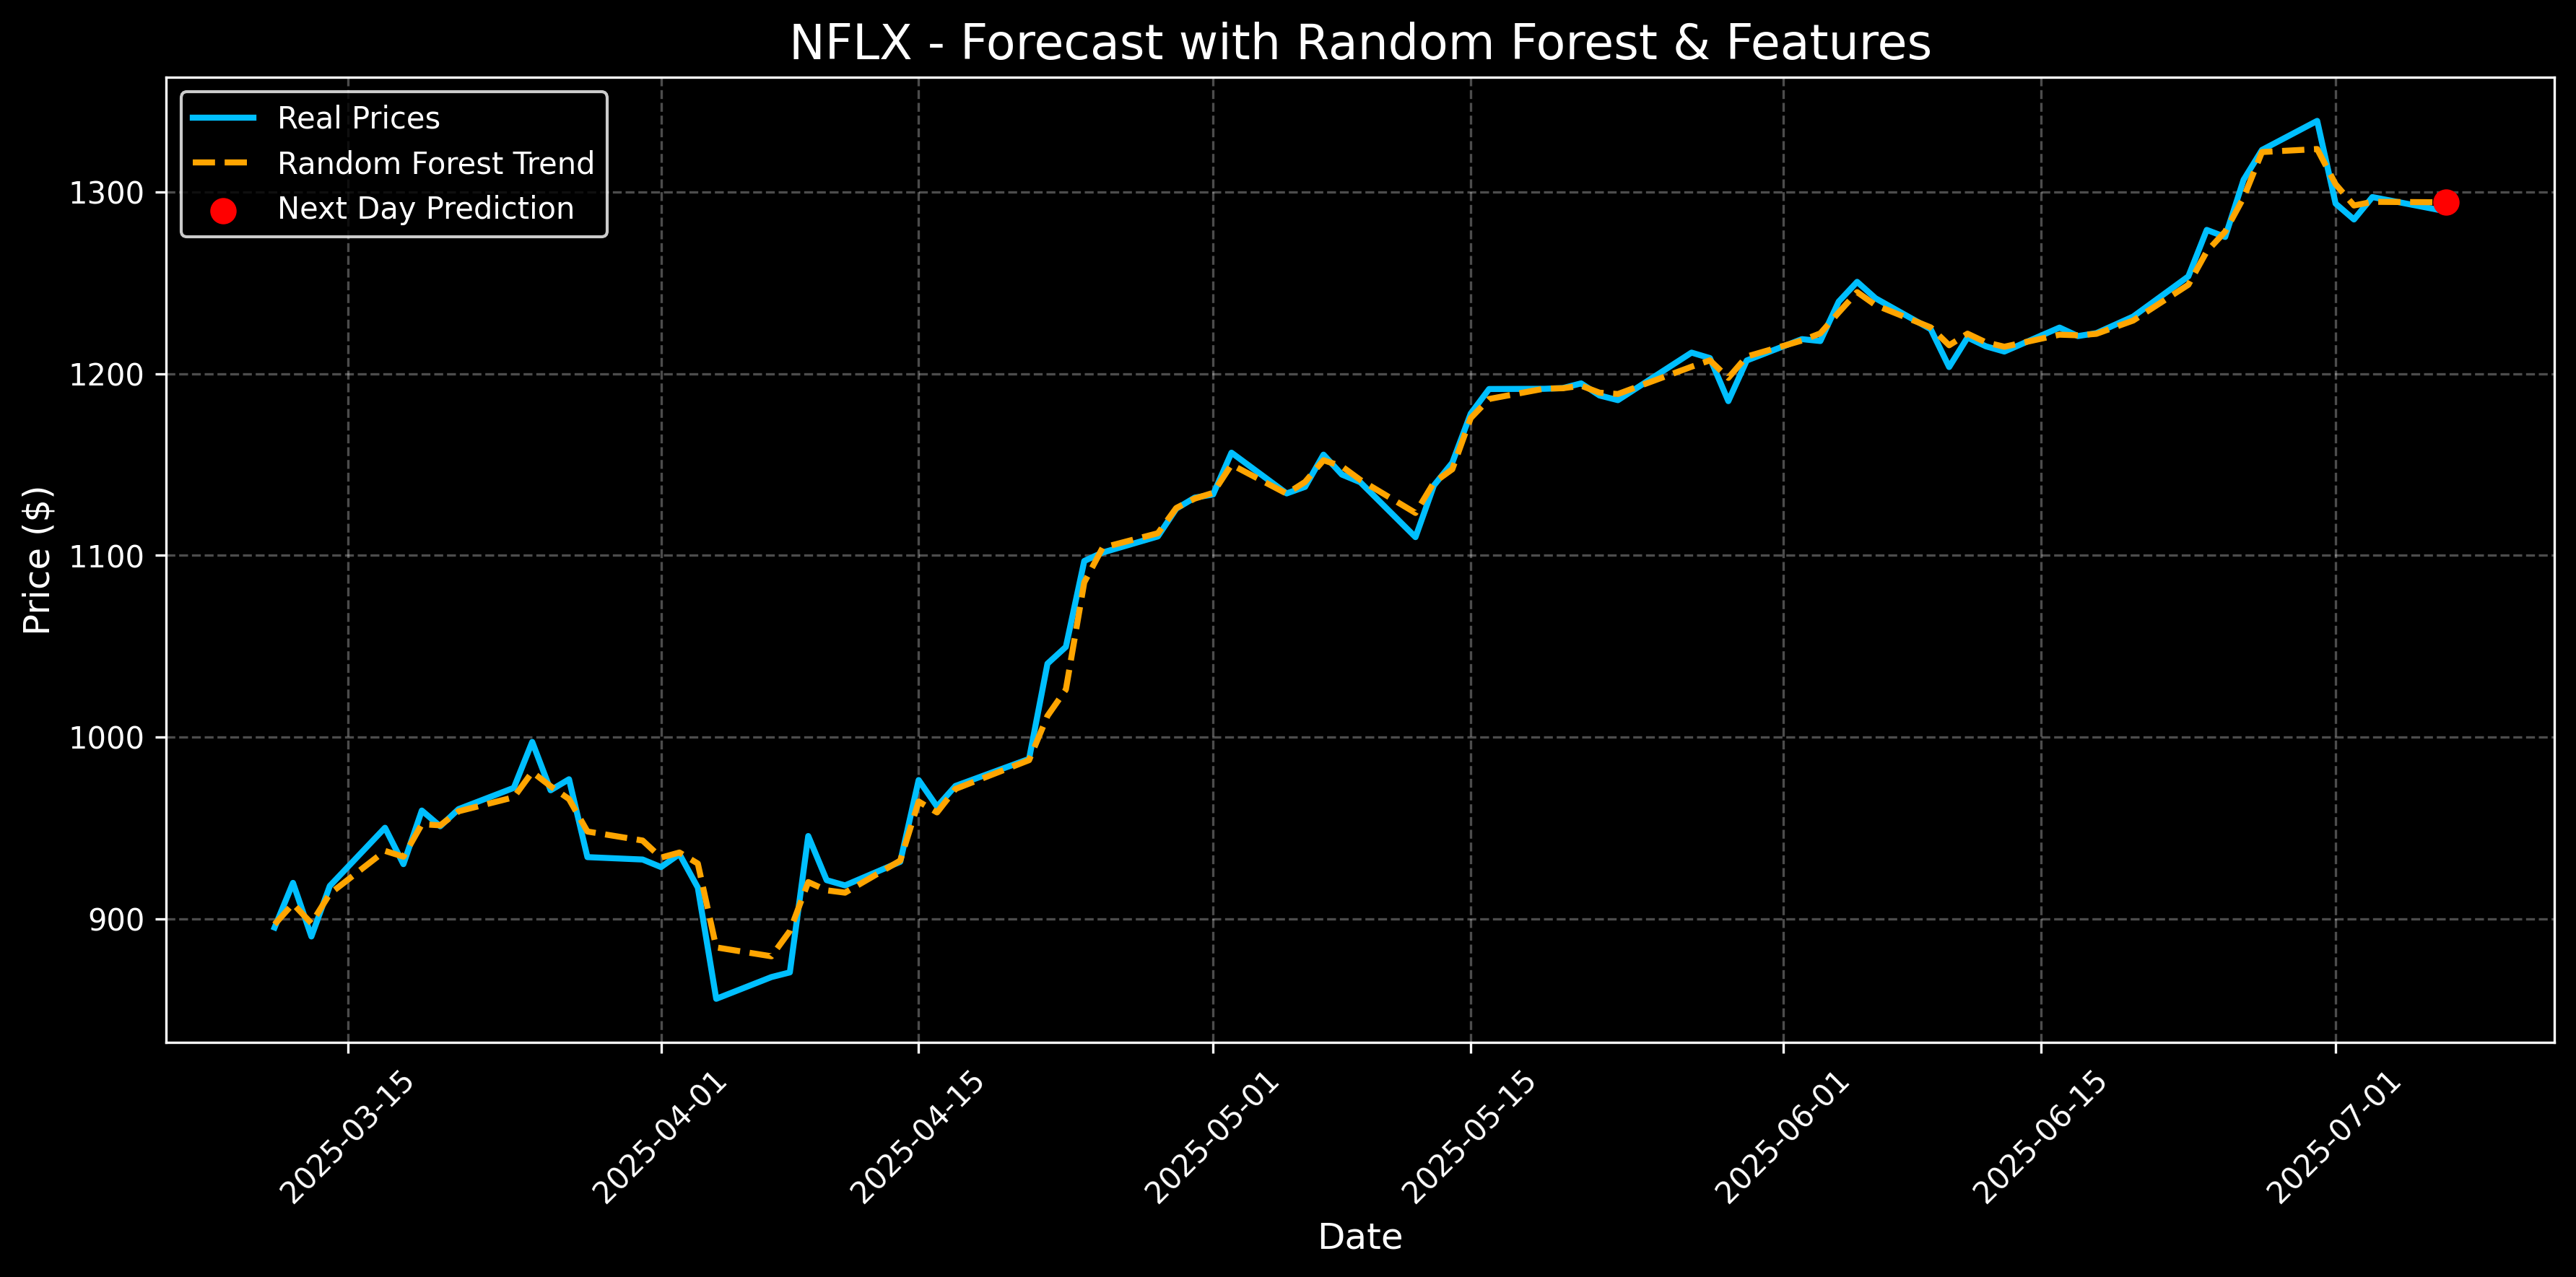 NFLX - Forecast with Random Forest & Features
Real Prices
Random Forest Trend
Next Day Prediction
Price ($)
1300
1200
1100
1000
900
2025-03-15
2025-04-01
2025-04-15
2025-05-01
2025-05-15
2025-06-01
2025-06-15
2025-07-01
Date